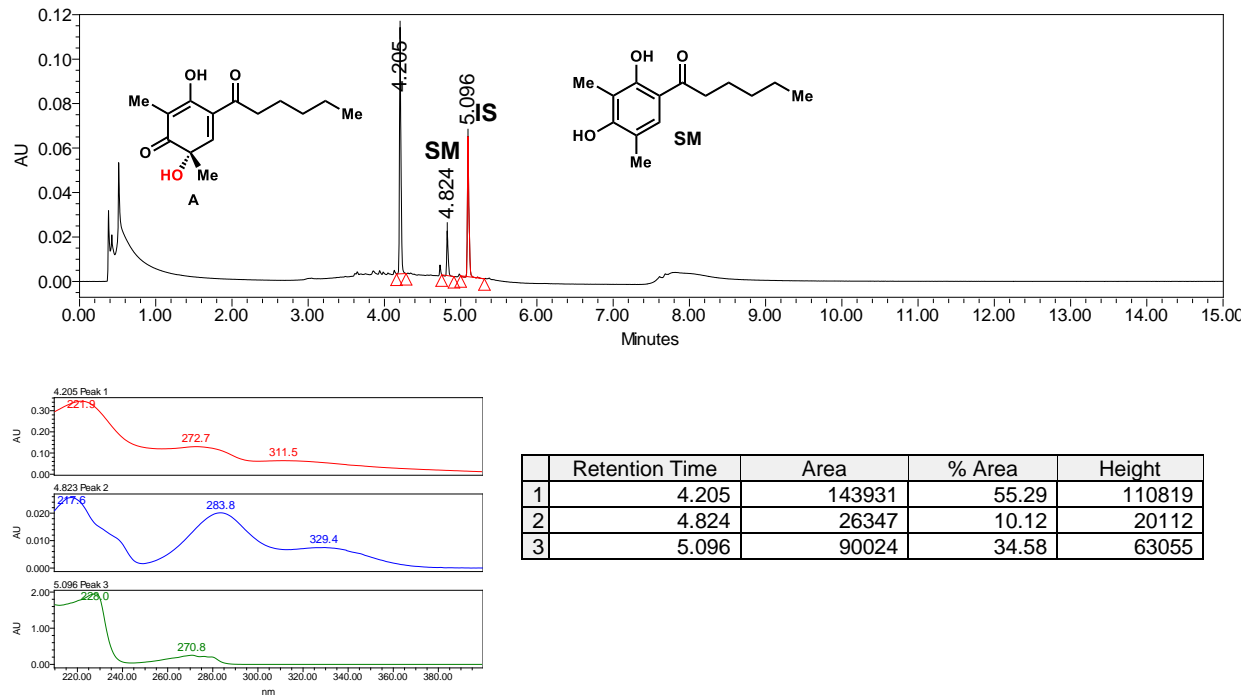 0.12
0.10
0.08
0.06
0.04
0.02
0.00
AU
0.00 1.00 2.00 3.00 4.00 5.00 6.00 7.00 8.00 9.00 10.00 11.00 12.00 13.00 14.00 15.00
Minutes
4.205
SM
4.824
5.096
IS
OH O
Me Me
O
HO Me
A
OH O
Me Me
HO SM
Me
4.205 Peak 1
221.9
272.7
311.5
AU
0.30
0.20
0.10
0.00
4.823 Peak 2
217.6
283.8
329.4
AU
0.020
0.010
0.000
5.096 Peak 3
228.0
270.8
AU
2.00
1.00
0.00
220.00 240.00 260.00 280.00 300.00 320.00 340.00 360.00 380.00
nm
Retention Time Area % Area Height
1 4.205 143931 55.29 110819
2 4.824 26347 10.12 20112
3 5.096 90024 34.58 63055